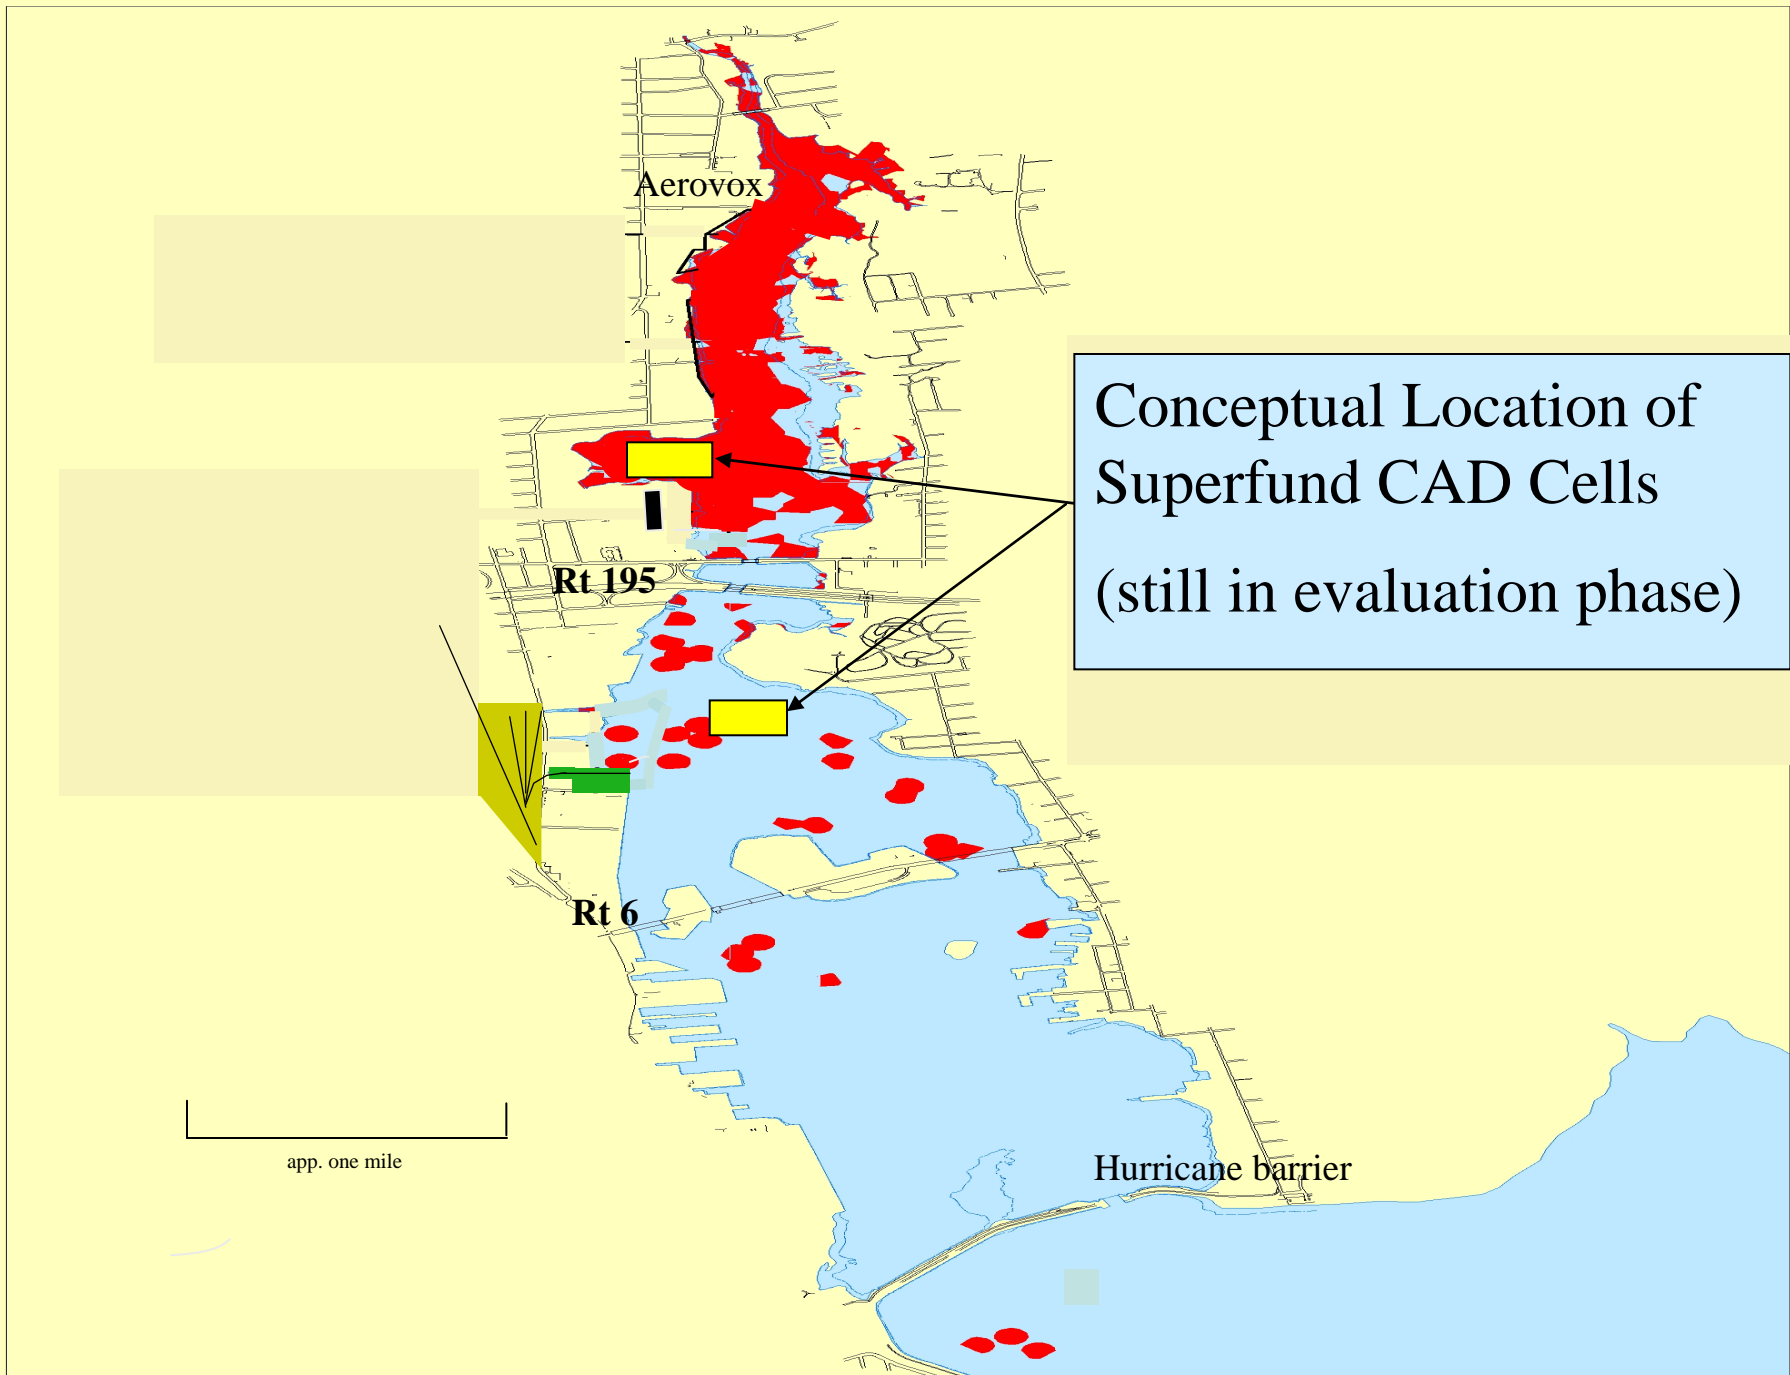 Aerovox
Conceptual Location of
Superfund CAD Cells
(still in evaluation phase)
Rt 195
Rt 6
app. one mile
Hurricane barrier